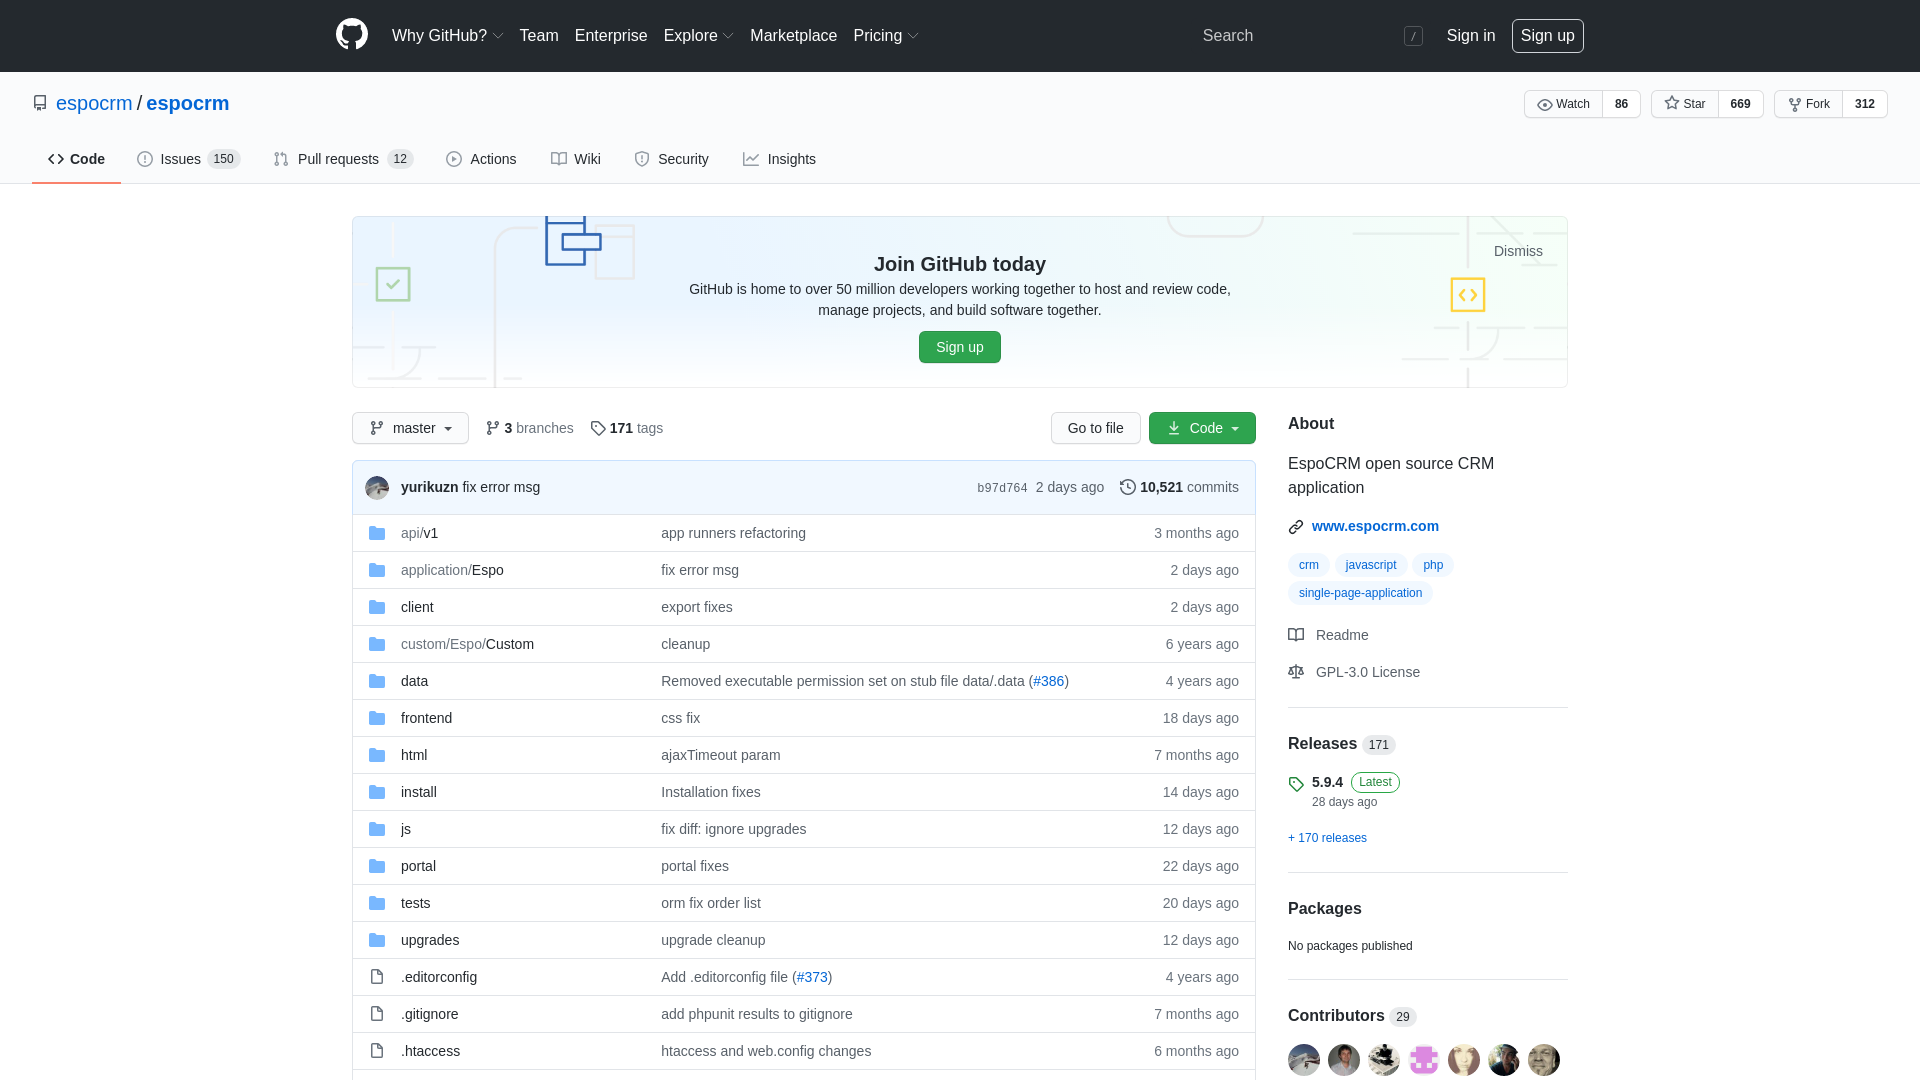 Why GitHub? Team Enterprise Explore Marketplace Pricing Search / Sign in Sign up
espocrm / espocrm
Watch 86 Star 669 Fork 312
Code Issues 150 Pull requests 12 Actions Wiki Security Insights
Dismiss
Join GitHub today
GitHub is home to over 50 million developers working together to host and review code,
manage projects, and build software together.
Sign up
master 3 branches 171 tags Go to file Code
yurikuzn fix error msg b97d764 2 days ago 10,521 commits
api/v1 app runners refactoring 3 months ago
application/Espo fix error msg 2 days ago
client export fixes 2 days ago
custom/Espo/Custom cleanup 6 years ago
data Removed executable permission set on stub file data/.data (#386) 4 years ago
frontend css fix 18 days ago
html ajaxTimeout param 7 months ago
install Installation fixes 14 days ago
js fix diff: ignore upgrades 12 days ago
portal portal fixes 22 days ago
tests orm fix order list 20 days ago
upgrades upgrade cleanup 12 days ago
.editorconfig Add .editorconfig file (#373) 4 years ago
.gitignore add phpunit results to gitignore 7 months ago
.htaccess htaccess and web.config changes 6 months ago
About
EspoCRM open source CRM
application
www.espocrm.com
crm javascript php
single-page-application
Readme
GPL-3.0 License
Releases 171
5.9.4 Latest
28 days ago
+ 170 releases
Packages
No packages published
Contributors 29